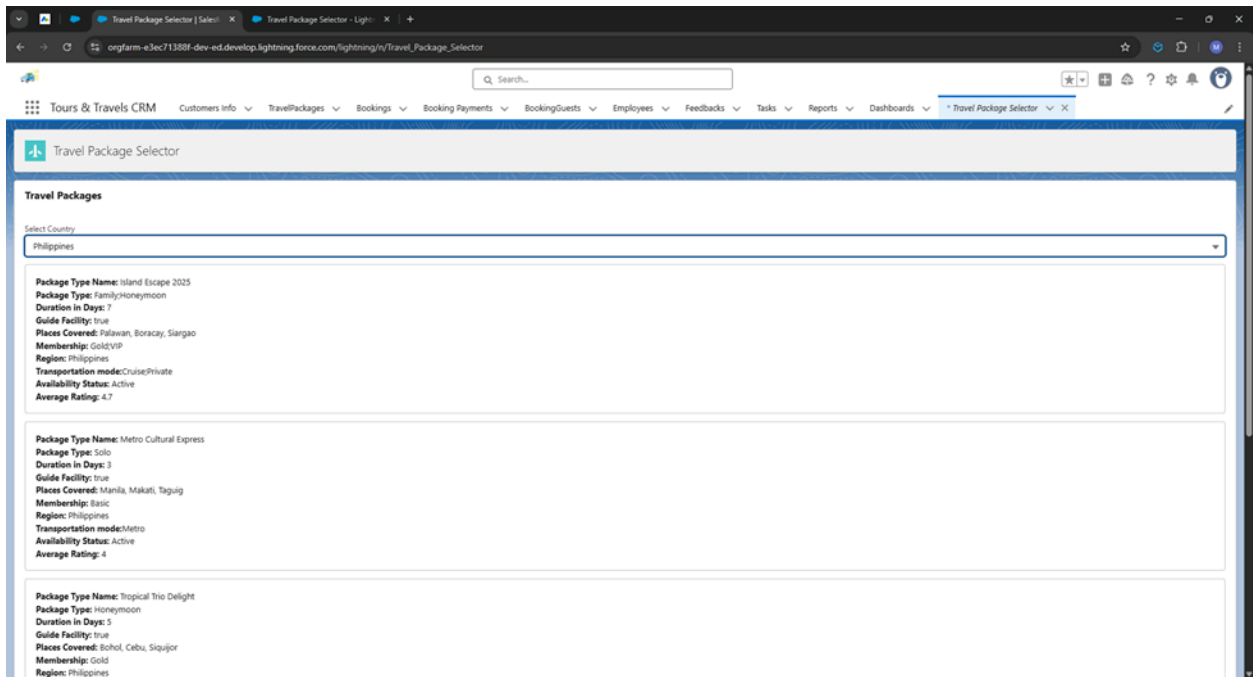 Travel Package Selector | Salesf
Travel Package Selector - Light
orgfarm-e3ec71388f-dev-ed.develop.lightning.force.com/lightning/n/Travel_Package_Selector
M
Search...
Tours & Travels CRM Customers Info TravelPackages Bookings Booking Payments BookingGuests Employees Feedbacks Tasks Reports Dashboards * Travel Package Selector
Travel Package Selector
Travel Packages
Select Country
Philippines
Package Type Name: Island Escape 2025
Package Type: Family;Honeymoon
Duration in Days: 7
Guide Facility: true
Places Covered: Palawan, Boracay, Siargao
Membership: Gold;VIP
Region: Philippines
Transportation mode:Cruise;Private
Availability Status: Active
Average Rating: 4.7
Package Type Name: Metro Cultural Express
Package Type: Solo
Duration in Days: 3
Guide Facility: true
Places Covered: Manila, Makati, Taguig
Membership: Basic
Region: Philippines
Transportation mode:Metro
Availability Status: Active
Average Rating: 4
Package Type Name: Tropical Trio Delight
Package Type: Honeymoon
Duration in Days: 5
Guide Facility: true
Places Covered: Bohol, Cebu, Siquijor
Membership: Gold
Region: Philippines